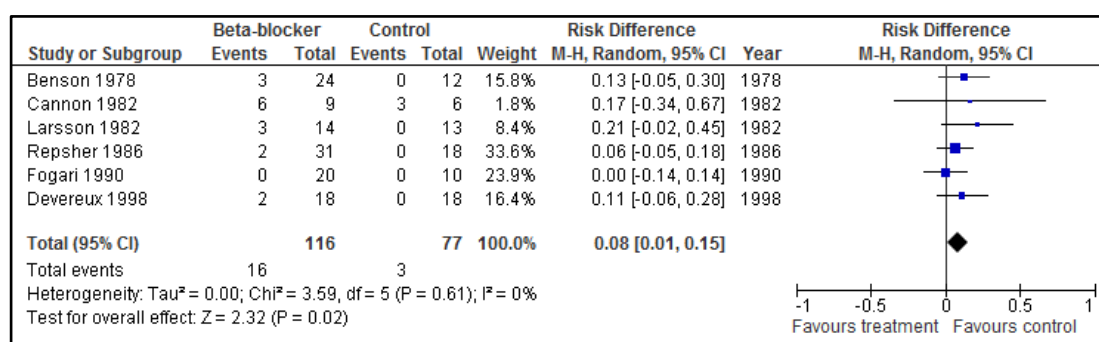 Beta-blocker Control Risk Difference Risk Difference
Study or Subgroup Events Total Events Total Weight M-H, Random, 95% CI Year M-H, Random, 95% CI
Benson 1978 3 24 0 12 15.8% 0.13 [-0.05, 0.30] 1978
Cannon 1982 6 9 3 6 1.8% 0.17 [-0.34, 0.67] 1982
Larsson 1982 3 14 0 13 8.4% 0.21 [-0.02, 0.45] 1982
Repsher 1986 2 31 0 18 33.6% 0.06 [-0.05, 0.18] 1986
Fogari 1990 0 20 0 10 23.9% 0.00 [-0.14, 0.14] 1990
Devereux 1998 2 18 0 18 16.4% 0.11 [-0.06, 0.28] 1998
Total (95% CI) 116 77 100.0% 0.08 [0.01, 0.15]
Total events 16 3
Heterogeneity: Tau² = 0.00; Chi² = 3.59, df = 5 (P = 0.61); I² = 0%
Test for overall effect: Z = 2.32 (P = 0.02)
-1 -0.5 0 0.5 1
Favours treatment Favours control